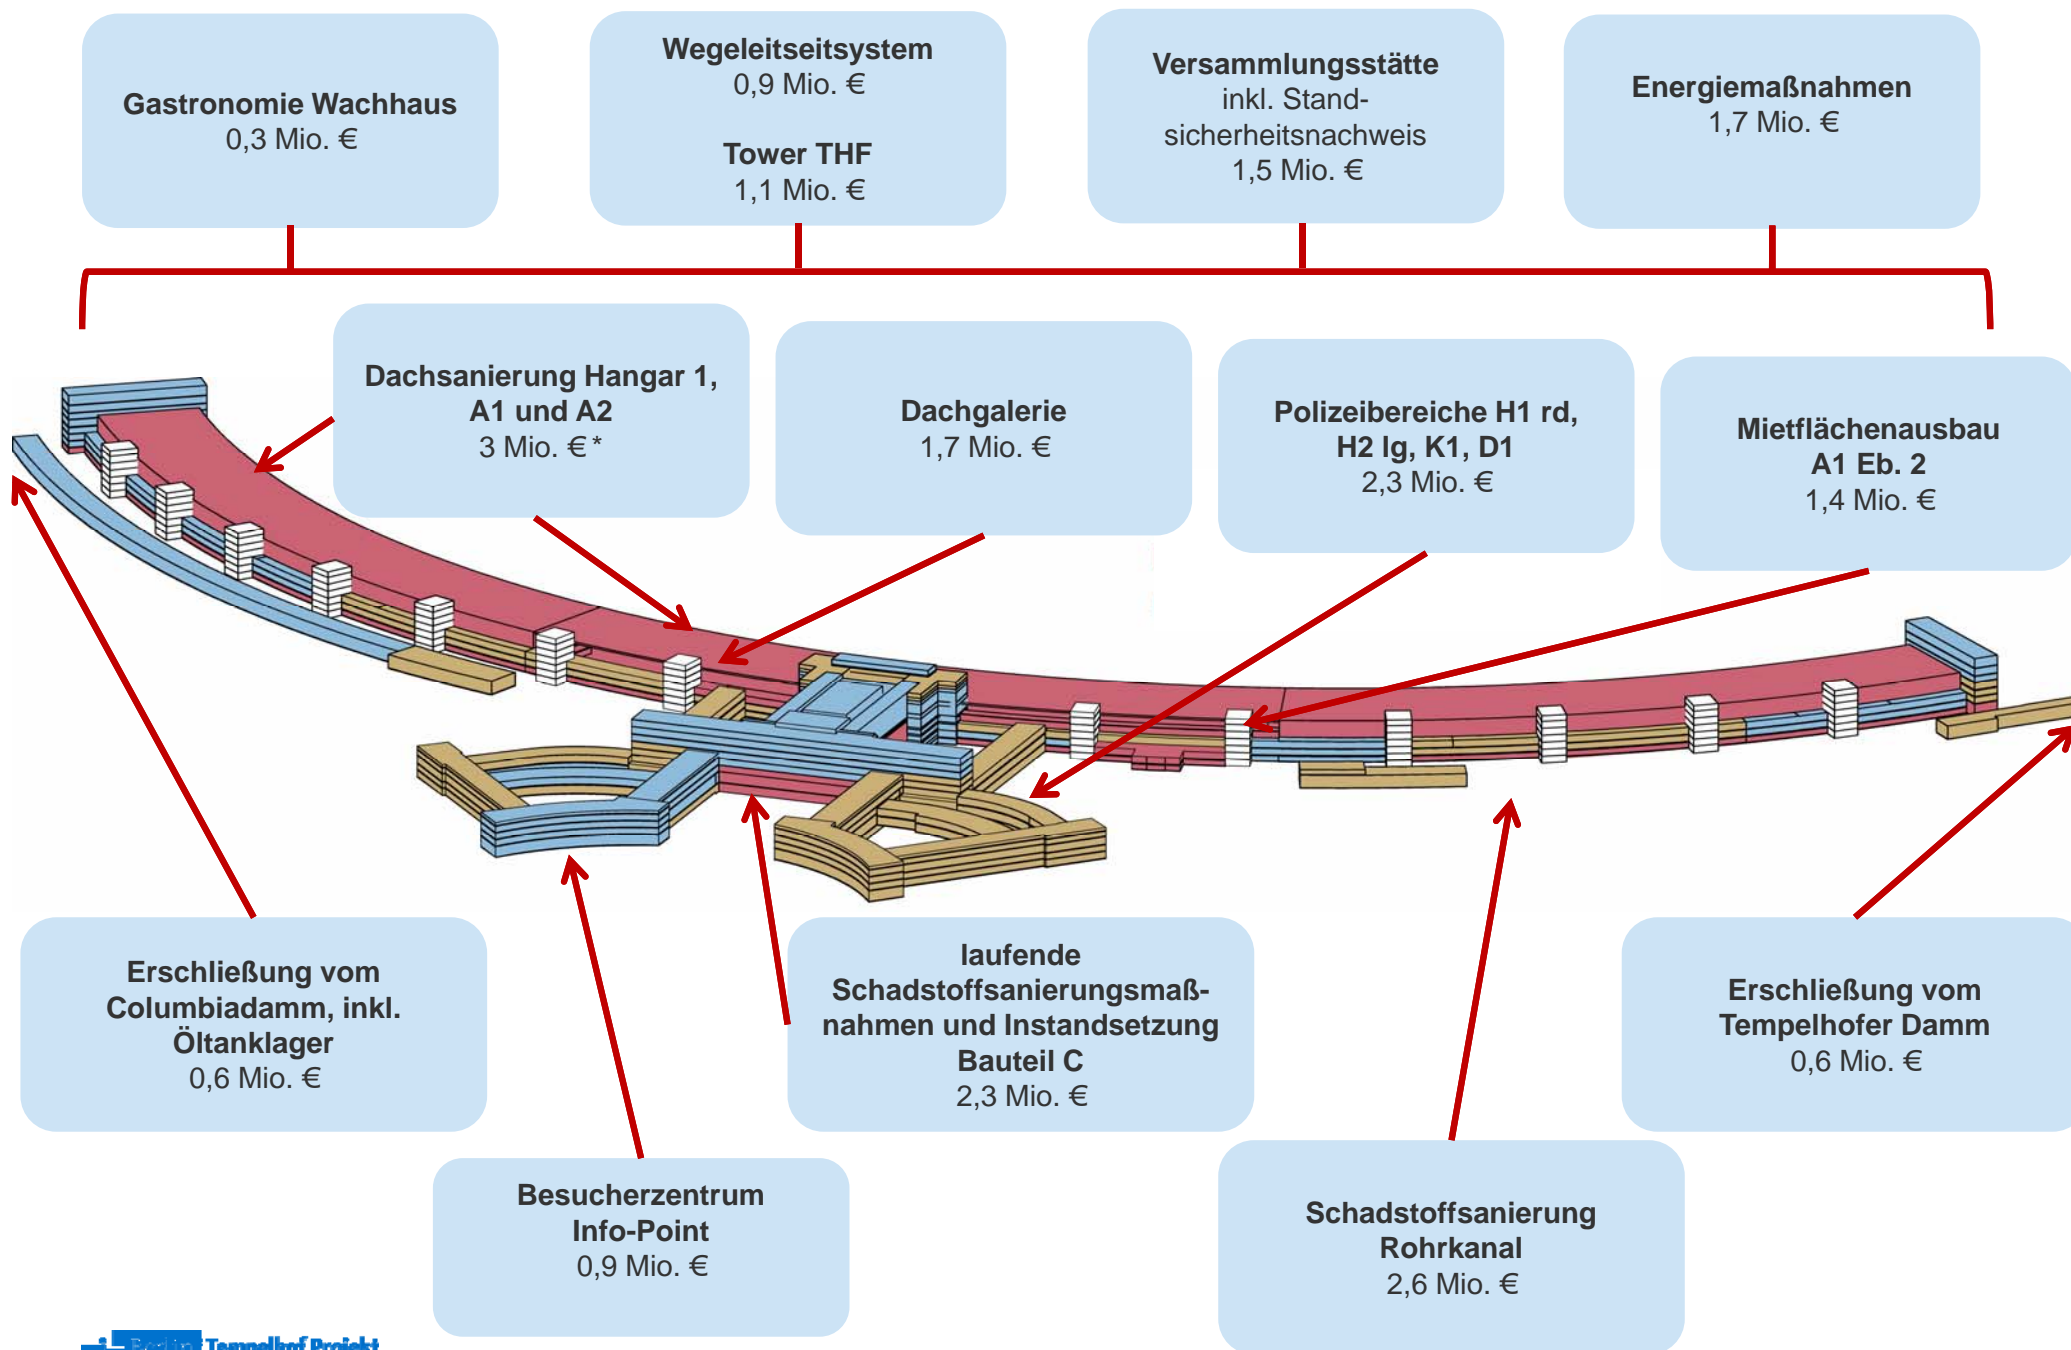 Gastronomie Wachhaus
0,3 Mio. €
Wegeleitseitsystem
0,9 Mio. €
Tower THF
1,1 Mio. €
Versammlungsstätte
inkl. Stand-
sicherheitsnachweis
1,5 Mio. €
Energiemaßnahmen
1,7 Mio. €
Dachsanierung Hangar 1,
A1 und A2
3 Mio. € *
Dachgalerie
1,7 Mio. €
Polizeibereiche H1 rd,
H2 lg, K1, D1
2,3 Mio. €
Mietflächenausbau
A1 Eb. 2
1,4 Mio. €
Erschließung vom
Columbiadamm, inkl.
Öltanklager
0,6 Mio. €
laufende
Schadstoffsanierungsmaß-
nahmen und Instandsetzung
Bauteil C
2,3 Mio. €
Erschließung vom
Tempelhofer Damm
0,6 Mio. €
Besucherzentrum
Info-Point
0,9 Mio. €
Schadstoffsanierung
Rohrkanal
2,6 Mio. €
Tempelhof Projekt